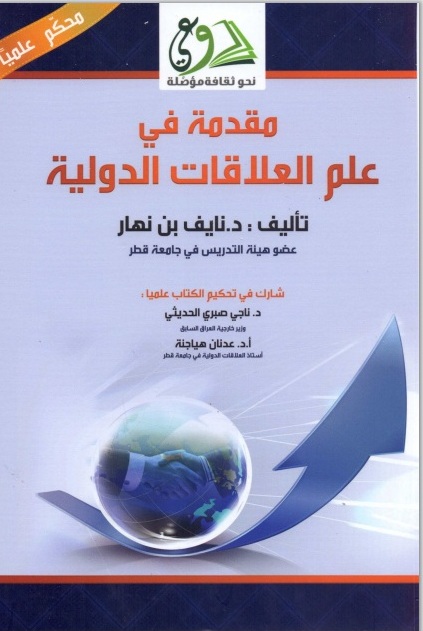 محكّم علمياً
وعي
نحو ثقافة مؤصّلة
مقدمة في
علم العلاقات الدولية
تأليف : د.نايف بن نهار
عضو هيئة التدريس في جامعة قطر
شارك في تحكيم الكتاب علميا :
د. ناجي صبري الحديثي
وزير خارجية العراق السابق
أ.د. عدنان هياجنة
أستاذ العلاقات الدولية في جامعة قطر